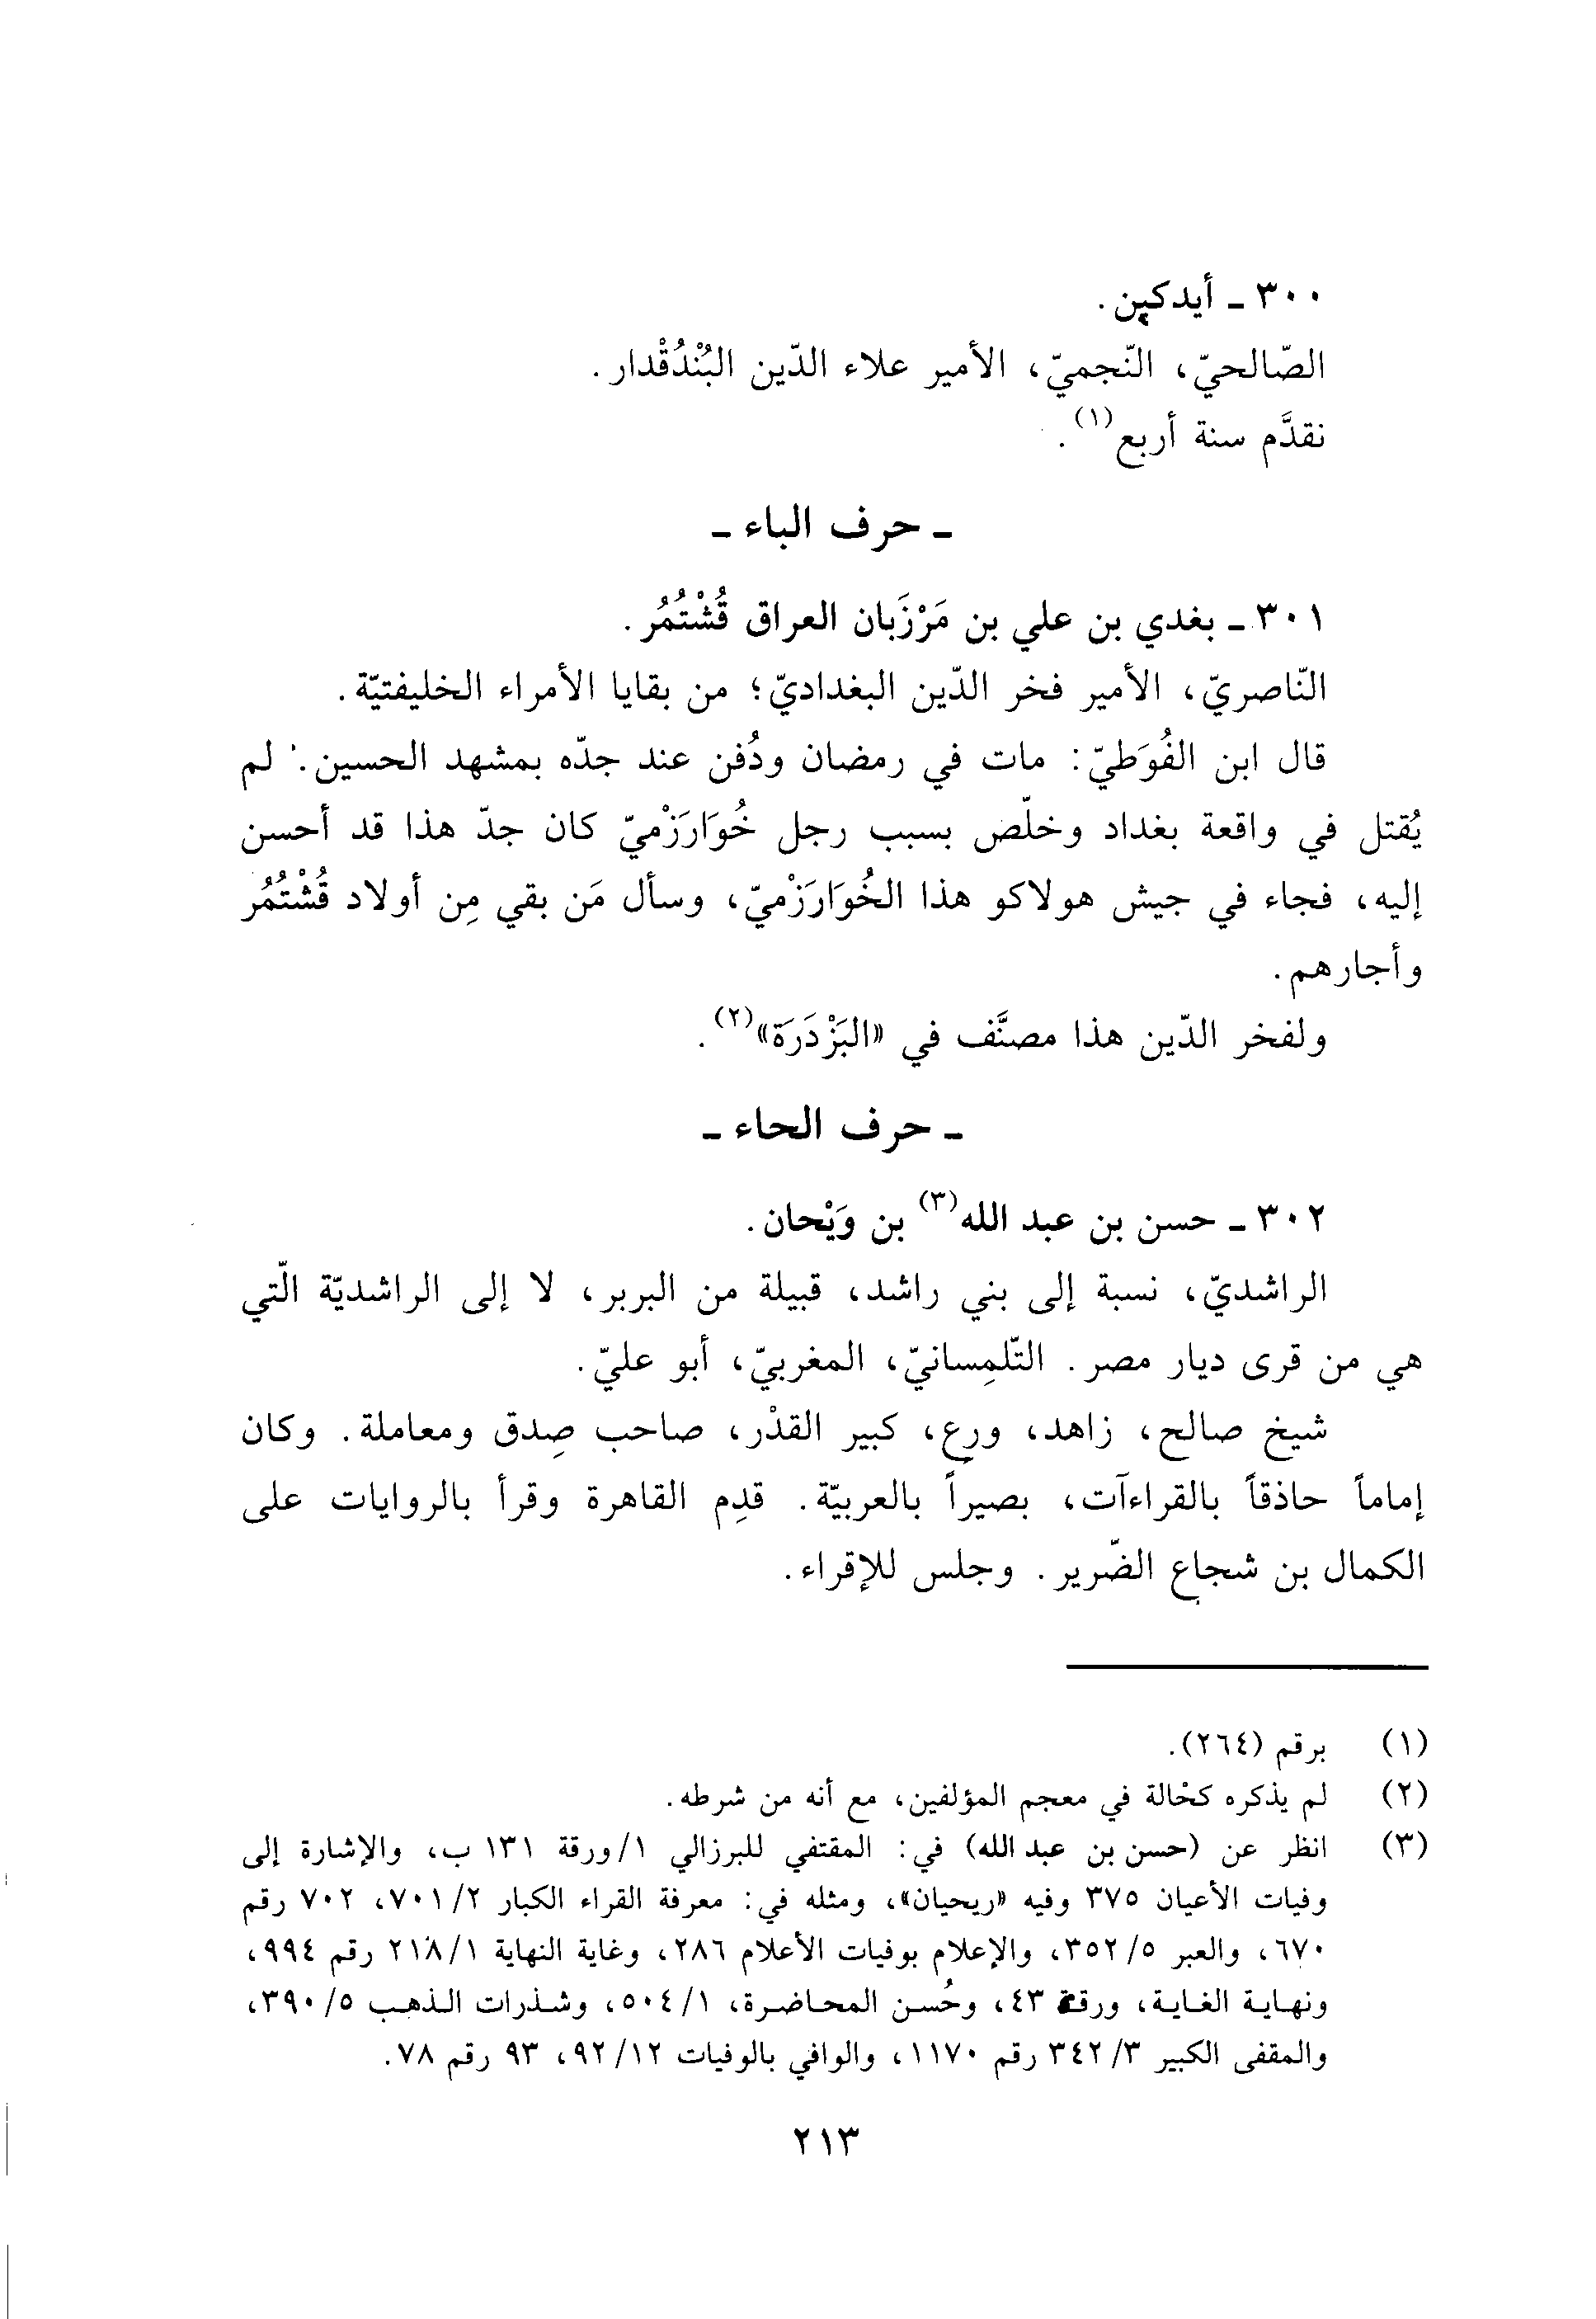 ٣٠٠ ـ أيدكين.
الصّالحيّ، النّجميّ، الأمير علاء الدّين البُنْدُقْدار.
نقدَّم سنة أربع(١).
ـ حرف الباء ـ
٣٠١ ـ بغدي بن علي بن مَرْزَبان العراق قُشْتُمُر.
النّاصريّ، الأمير فخر الدّين البغداديّ؛ من بقايا الأمراء الخليفتيّة.
قال ابن الفُوَطيّ: مات في رمضان ودُفن عند جدّه بمشهد الحسين. لم
يُقتل في واقعة بغداد وخلّص بسبب رجل خُوَارَزْميّ كان جدّ هذا قد أحسن
إليه، فجاء في جيش هولاكو هذا الخُوَارَزْميّ، وسأل مَن بقي مِن أولاد قُشْتُمُر
وأجارهم.
ولفخر الدّين هذا مصنَّف في «البَزْدَرَة»(٢).
ـ حرف الحاء ـ
٣٠٢ ـ حسن بن عبد الله(٣) بن وَيْحان.
الراشديّ، نسبة إلى بني راشد، قبيلة من البربر، لا إلى الراشديّة الّتي
هي من قرى ديار مصر. التّلمِسانيّ، المغربيّ، أبو عليّ.
شيخ صالح، زاهد، ورِع، كبير القدْر، صاحب صِدق ومعاملة. وكان
إماماً حاذقاً بالقراءآت، بصيراً بالعربيّة. قدِم القاهرة وقرأ بالروايات على
الكمال بن شجاع الضّرير. وجلس للإقراء.
(١) برقم (٢٦٤).
(٢) لم يذكره كحّالة في معجم المؤلفين، مع أنه من شرطه.
(٣) انظر عن (حسن بن عبد الله) في: المقتفي للبرزالي ١/ورقة ١٣١ ب، والإشارة إلى
وفيات الأعيان ٣٧٥ وفيه «ريحيان»، ومثله في: معرفة القراء الكبار ٢/٧٠١، ٧٠٢ رقم
٦٧٠، والعبر ٥/٣٥٢، والإعلام بوفيات الأعلام ٢٨٦، وغاية النهاية ١/٢١٨ رقم ٩٩٤،
ونهاية الغاية، ورقة ٤٣، وحُسن المحاضرة، ١/٥٠٤، وشذرات الذهب ٥/٣٩٠،
والمقفى الكبير ٣/٣٤٢ رقم ١١٧٠، والوافي بالوفيات ١٢/٩٢، ٩٣ رقم ٧٨.
٢١٣